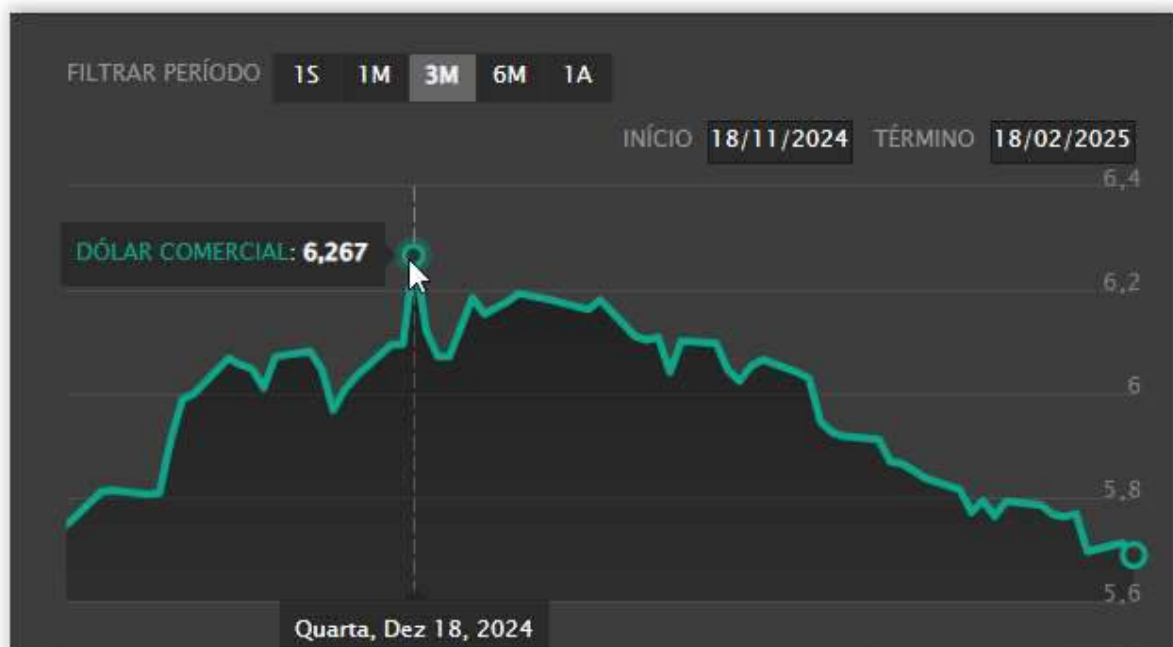 FILTRAR PERÍODO 1S 1M 3M 6M 1A
INÍCIO 18/11/2024 TÉRMINO 18/02/2025
6,4
DÓLAR COMERCIAL: 6,267
6,2
6
5,8
5,6
Quarta, Dez 18, 2024